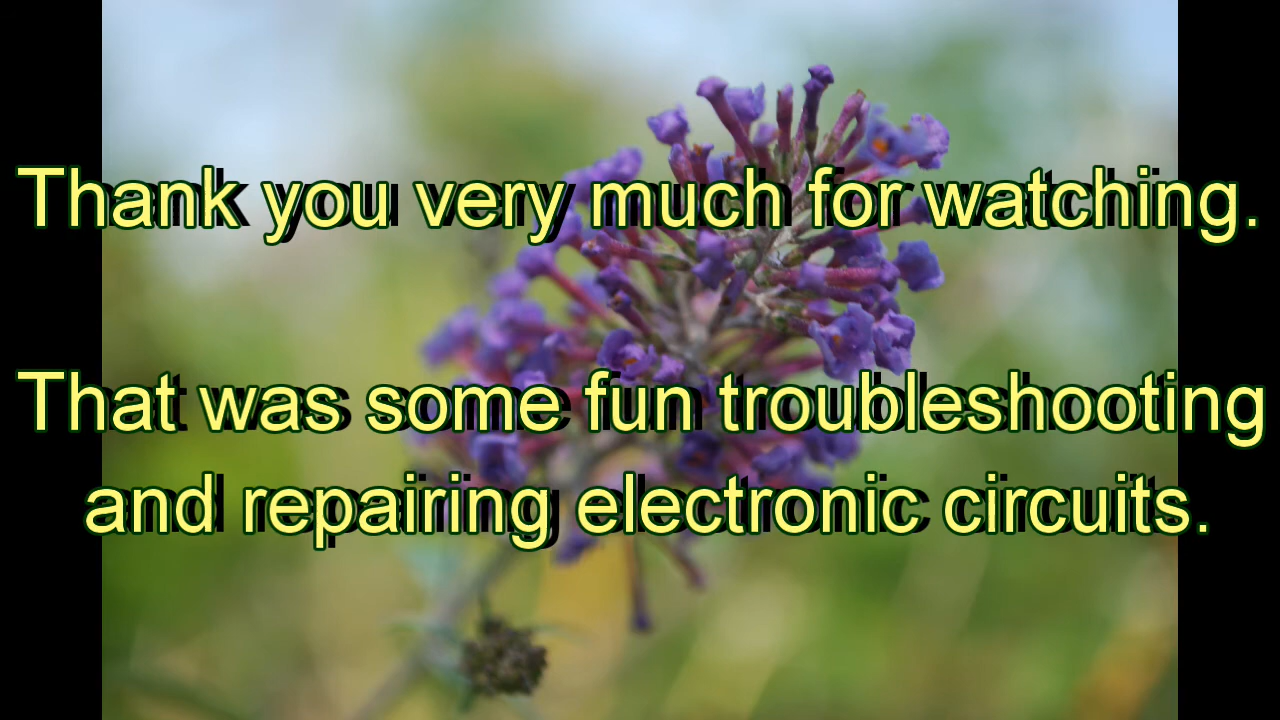 Thank you very much for watching.
That was some fun troubleshooting
and repairing electronic circuits.